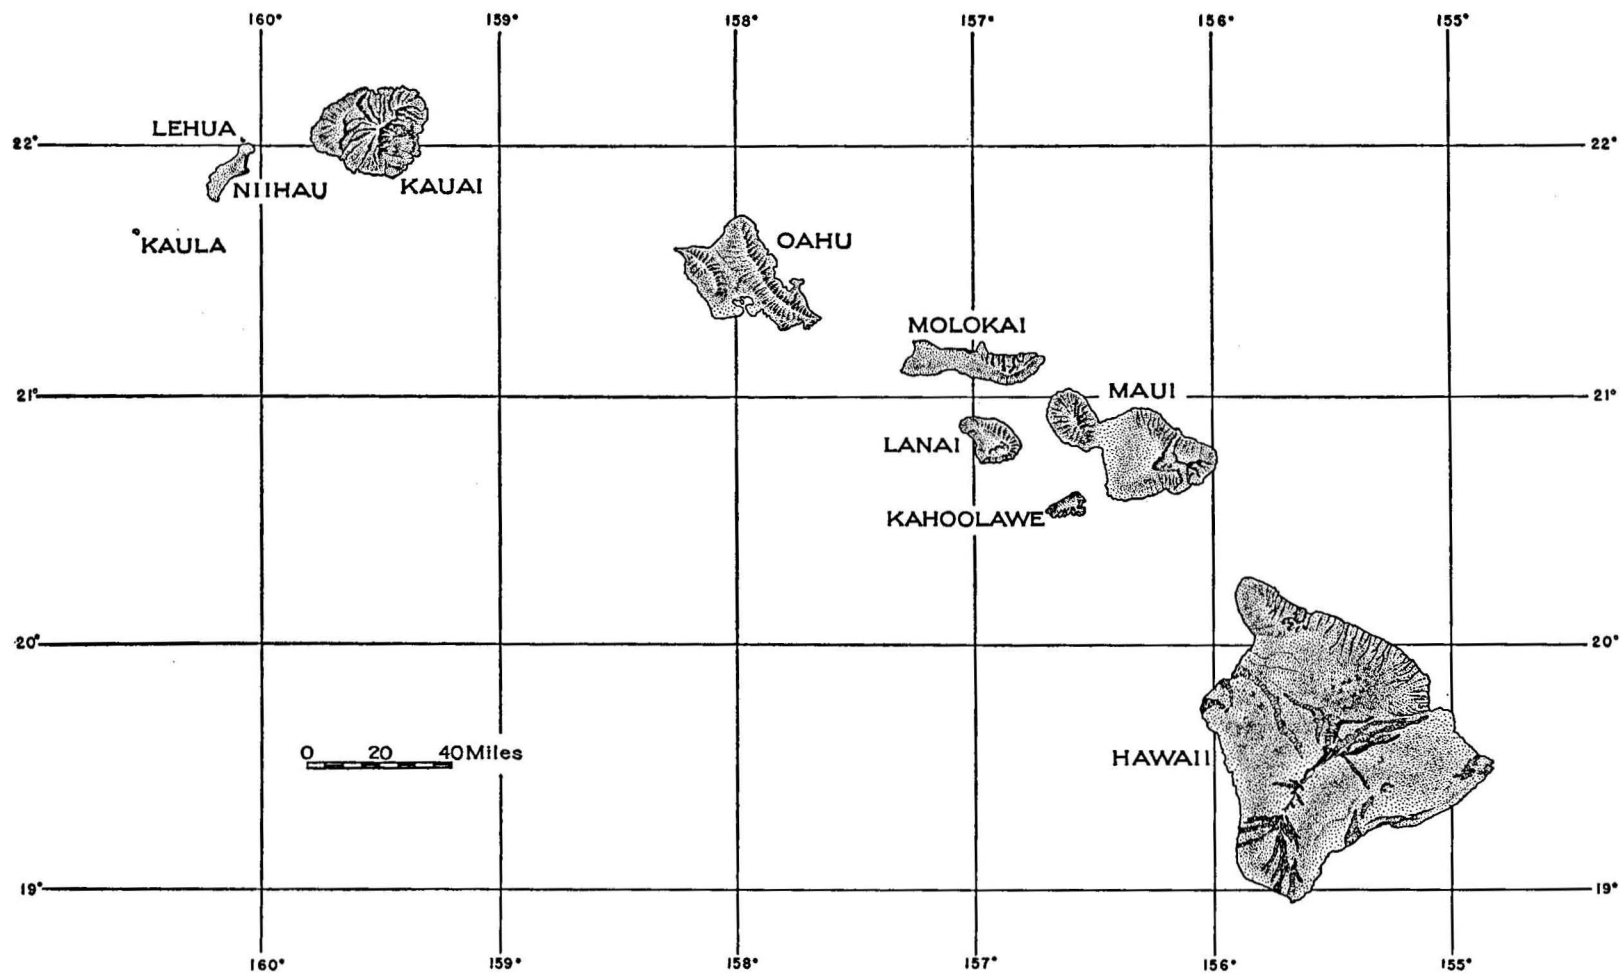 160° 159° 158° 157° 156° 155°
LEHUA
22° 22°
NIIHAU KAUAI
KAULA
OAHU
MOLOKAI
21° 21°
MAUI
LANAI
KAHOOLAWE
20° 20°
0 20 40 Miles
HAWAII
19° 19°
160° 159° 158° 157° 156° 155°